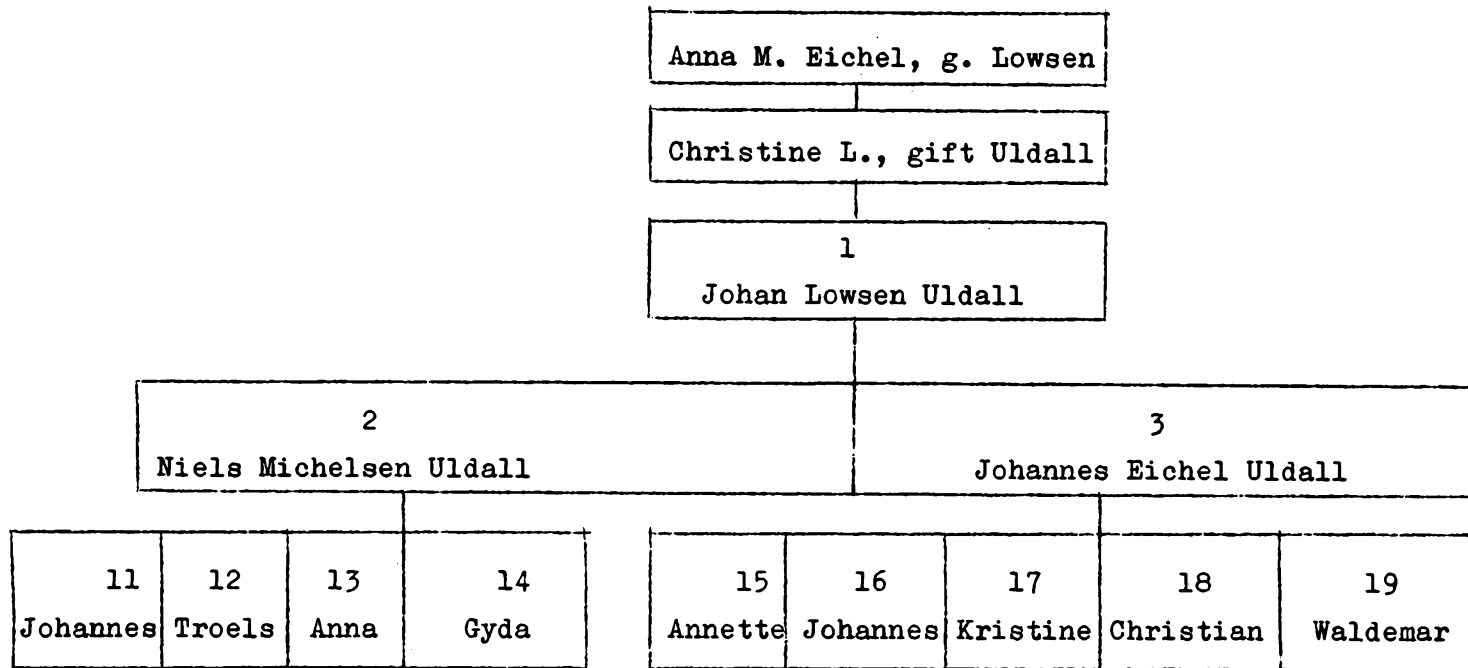 Anna M. Eichel, g. Lowsen
Christine L., gift Uldall
1
Johan Lowsen Uldall
2
Niels Michelsen Uldall
3
Johannes Eichel Uldall
11
Johannes
12
Troels
13
Anna
14
Gyda
15
Annette
16
Johannes
17
Kristine
18
Christian
19
Waldemar